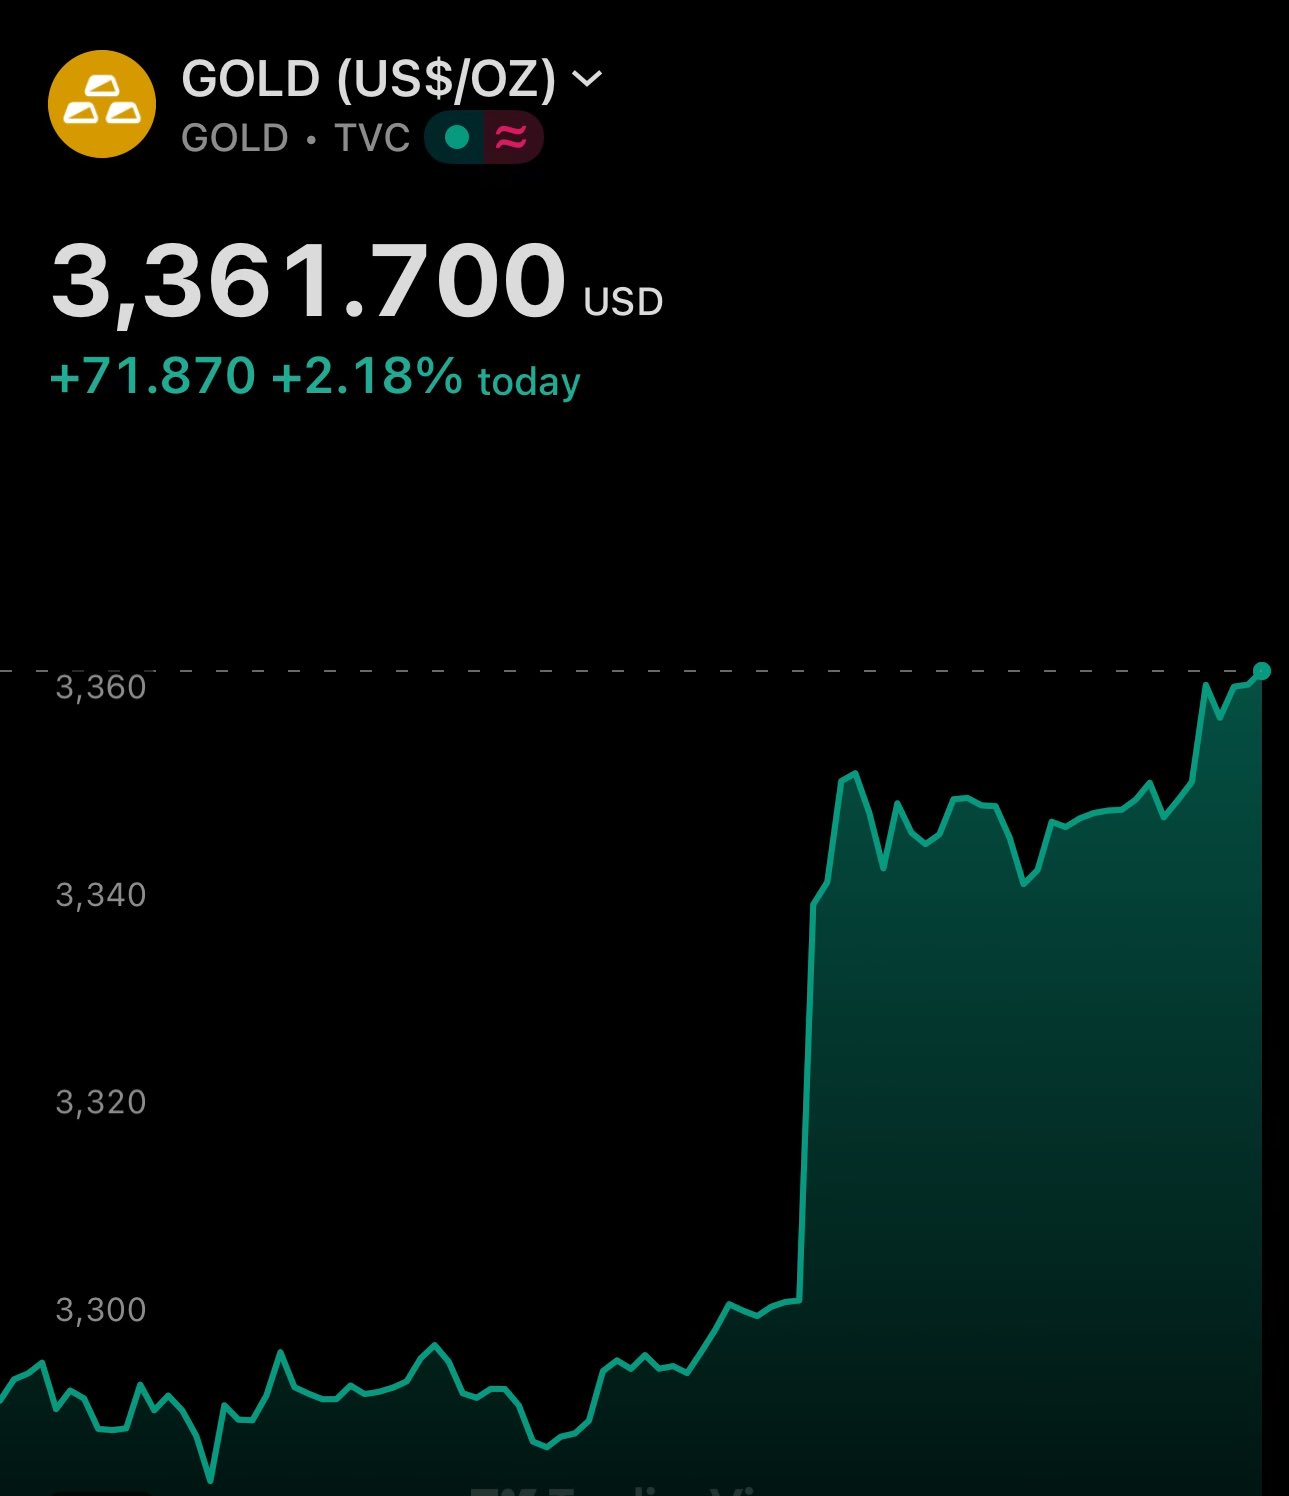 GOLD (US$/OZ)
GOLD • TVC
3,361.700 USD
+71.870 +2.18% today
3,360
3,340
3,320
3,300